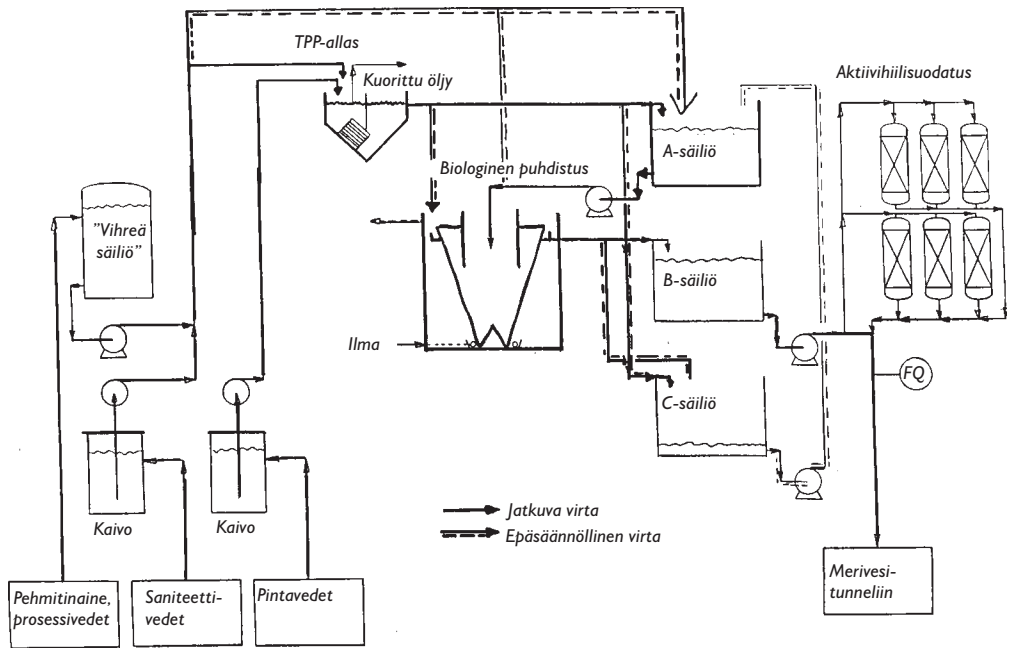 TPP-allas
Kuorittu öljy
Aktiivihiilisuodatus
A-säiliö
Biologinen puhdistus
"Vihreä
säiliö"
B-säiliö
Ilma
C-säiliö
FQ
Kaivo
Kaivo
Jatkuva virta
Epäsäännöllinen virta
Pehmitinaine,
prosessivedet
Saniteetti-
vedet
Pintavedet
Merivesi-
tunneliin